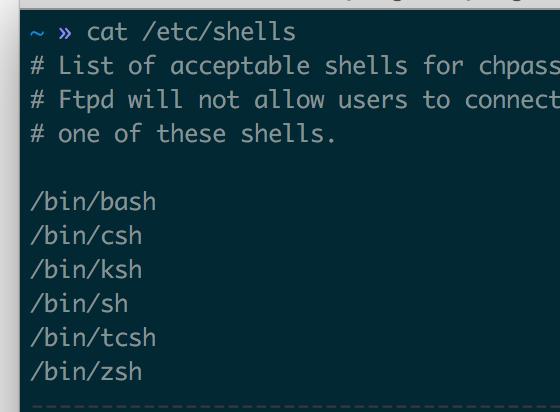 ~ » cat /etc/shells
# List of acceptable shells for chpass
# Ftpd will not allow users to connect
# one of these shells.
/bin/bash
/bin/csh
/bin/ksh
/bin/sh
/bin/tcsh
/bin/zsh